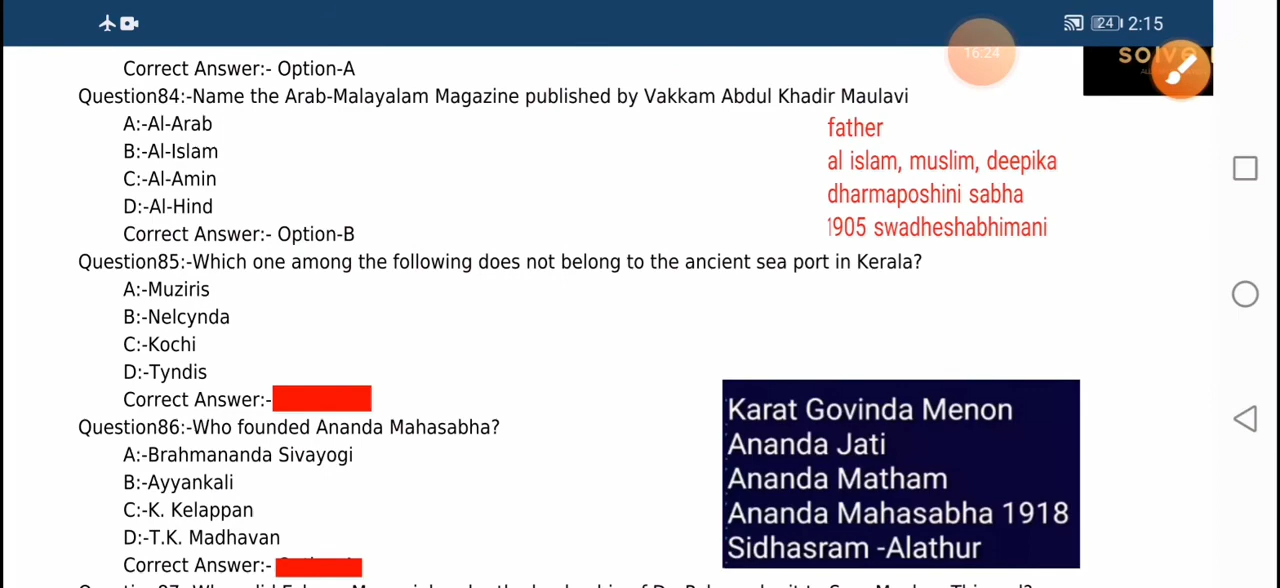 24 2:15
16:24
Correct Answer:- Option-A
SOLVE
Question84:-Name the Arab-Malayalam Magazine published by Vakkam Abdul Khadir Maulavi
A:-Al-Arab
B:-Al-Islam
C:-Al-Amin
D:-Al-Hind
Correct Answer:- Option-B
father
al islam, muslim, deepika
dharmaposhini sabha
1905 swadheshabhimani
Question85:-Which one among the following does not belong to the ancient sea port in Kerala?
A:-Muziris
B:-Nelcynda
C:-Kochi
D:-Tyndis
Correct Answer:-
Question86:-Who founded Ananda Mahasabha?
A:-Brahmananda Sivayogi
B:-Ayyankali
C:-K. Kelappan
D:-T.K. Madhavan
Correct Answer:-
Karat Govinda Menon
Ananda Jati
Ananda Matham
Ananda Mahasabha 1918
Sidhasram -Alathur